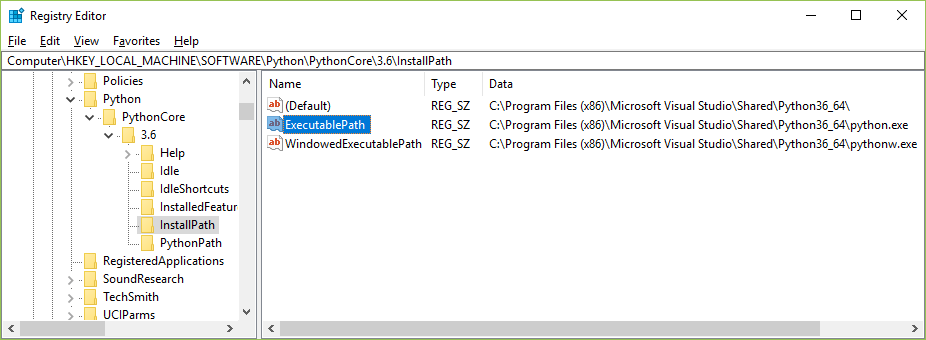 Registry Editor
File Edit View Favorites Help
Computer\HKEY_LOCAL_MACHINE\SOFTWARE\Python\PythonCore\3.6\InstallPath
Policies
Python
PythonCore
3.6
Help
Idle
IdleShortcuts
InstalledFeatur
InstallPath
PythonPath
RegisteredApplications
SoundResearch
TechSmith
UCIParms
Name Type Data
ab (Default) REG_SZ C:\Program Files (x86)\Microsoft Visual Studio\Shared\Python36_64\
ab ExecutablePath REG_SZ C:\Program Files (x86)\Microsoft Visual Studio\Shared\Python36_64\python.exe
ab WindowedExecutablePath REG_SZ C:\Program Files (x86)\Microsoft Visual Studio\Shared\Python36_64\pythonw.exe